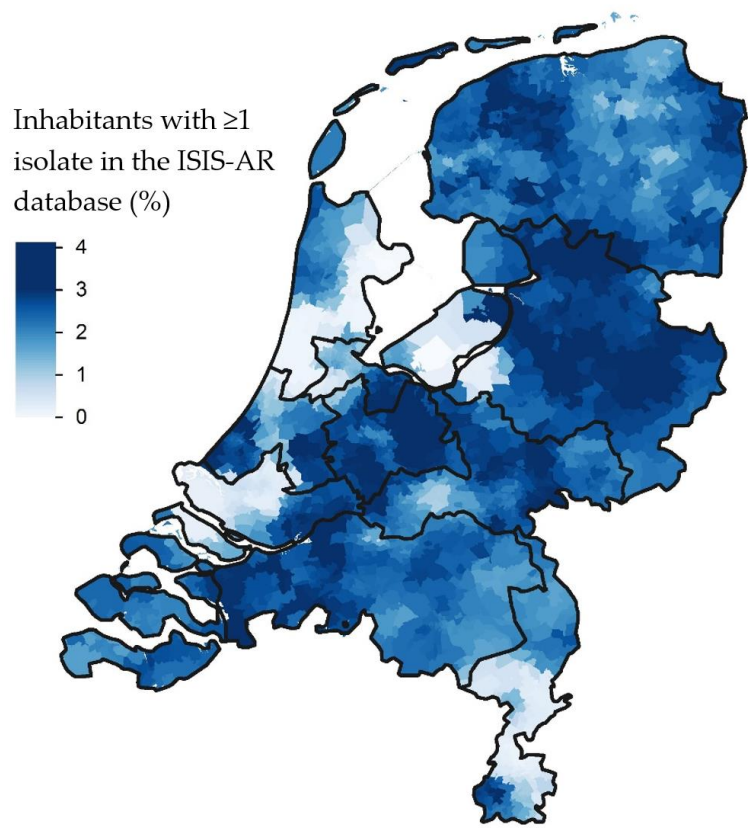 Inhabitants with ≥1
isolate in the ISIS-AR
database (%)
4
3
2
1
0